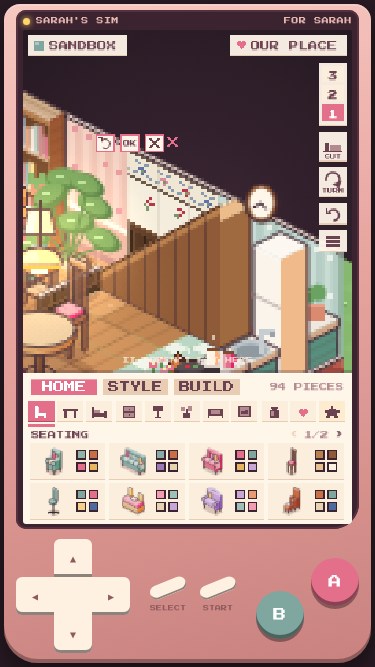 SARAH'S SIM
FOR SARAH
SANDBOX
OUR PLACE
3
2
1
CUT
TURN
OK
HOME
STYLE
BUILD
94 PIECES
SEATING
1/2
SELECT
START
A
B